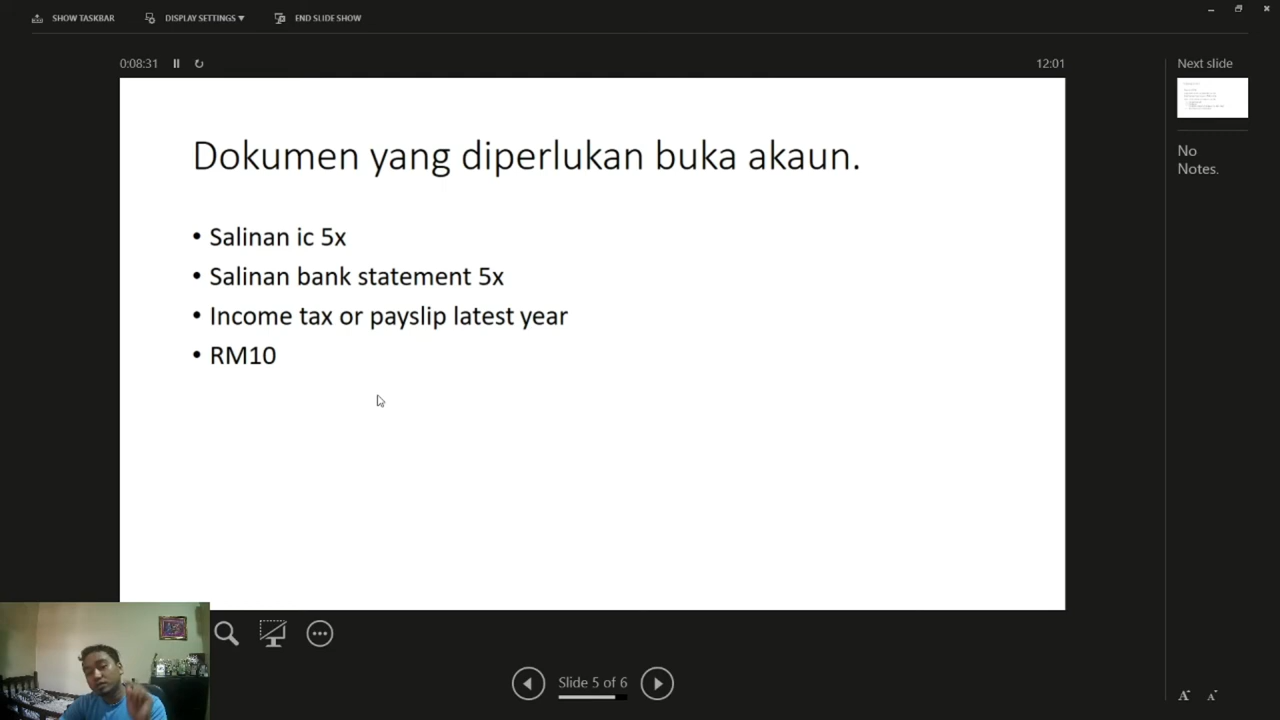 SHOW TASKBAR
DISPLAY SETTINGS ▼
END SLIDE SHOW
0:08:31
12:01
Next slide
Dokumen yang diperlukan buka akaun.
• Salinan ic 5x
• Salinan bank statement 5x
• Income tax or payslip latest year
• RM10
No
Notes.
Slide 5 of 6
A
A